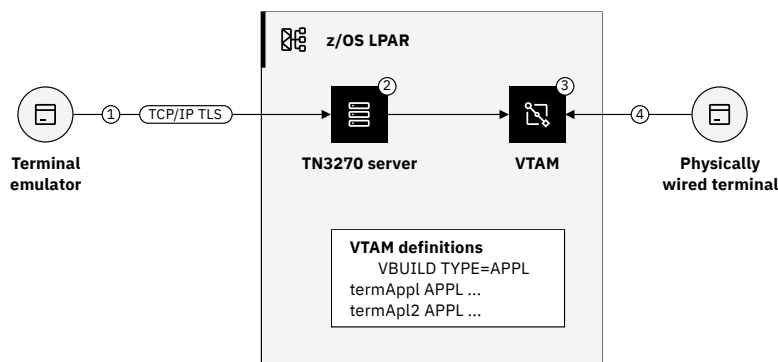 z/OS LPAR
1
TCP/IP TLS
2
3
4
Terminal
emulator
TN3270 server
VTAM
Physically
wired terminal
VTAM definitions
VBUILD TYPE=APPL
termAppl APPL ...
termApl2 APPL ...